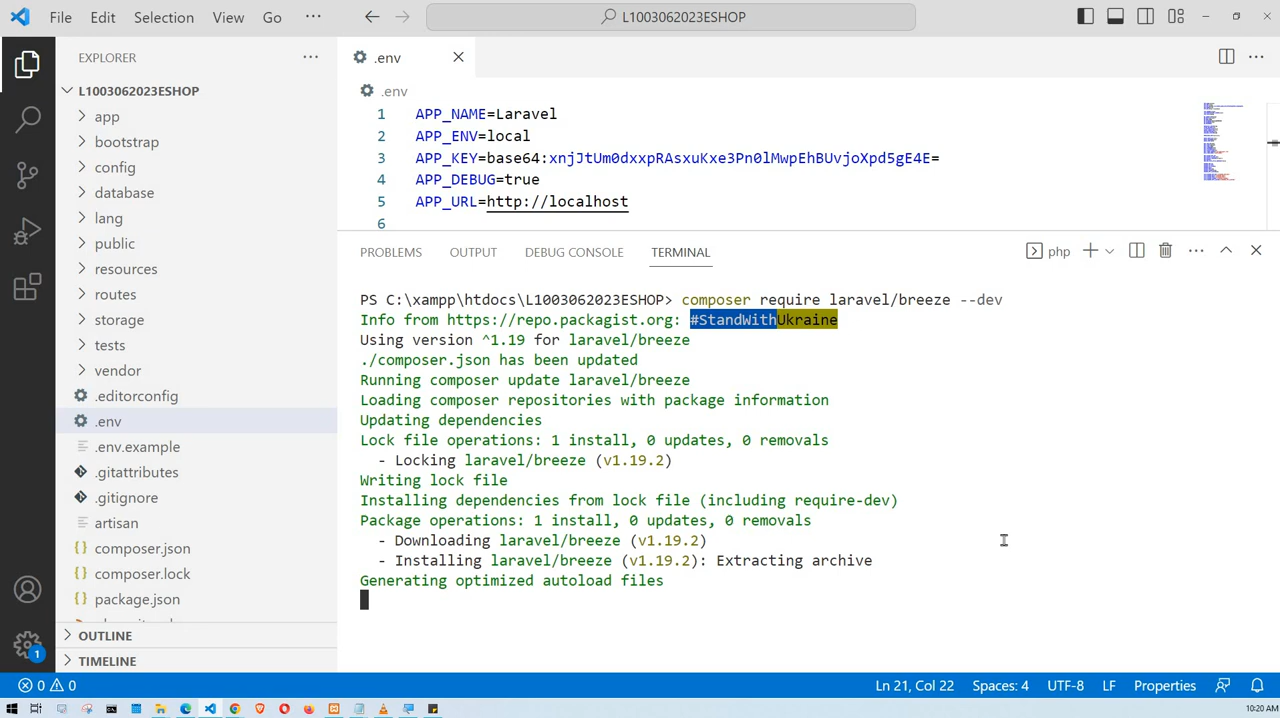 File Edit Selection View Go ··· L1003062023ESHOP
EXPLORER ···
L1003062023ESHOP
app
bootstrap
config
database
lang
public
resources
routes
storage
tests
vendor
.editorconfig
.env
.env.example
.gitattributes
.gitignore
artisan
{} composer.json
{} composer.lock
{} package.json
OUTLINE
TIMELINE
.env
.env
1 APP_NAME=Laravel
2 APP_ENV=local
3 APP_KEY=base64:xnjJtUm0dxxpRAsxuKxe3Pn0lMwpEhBUvjoXpd5gE4E=
4 APP_DEBUG=true
5 APP_URL=http://localhost
6
PROBLEMS OUTPUT DEBUG CONSOLE TERMINAL php
PS C:\xampp\htdocs\L1003062023ESHOP> composer require laravel/breeze --dev
Info from https://repo.packagist.org: #StandWithUkraine
Using version ^1.19 for laravel/breeze
./composer.json has been updated
Running composer update laravel/breeze
Loading composer repositories with package information
Updating dependencies
Lock file operations: 1 install, 0 updates, 0 removals
- Locking laravel/breeze (v1.19.2)
Writing lock file
Installing dependencies from lock file (including require-dev)
Package operations: 1 install, 0 updates, 0 removals
- Downloading laravel/breeze (v1.19.2)
- Installing laravel/breeze (v1.19.2): Extracting archive
Generating optimized autoload files
1
0 0 Ln 21, Col 22 Spaces: 4 UTF-8 LF Properties
10:20 AM